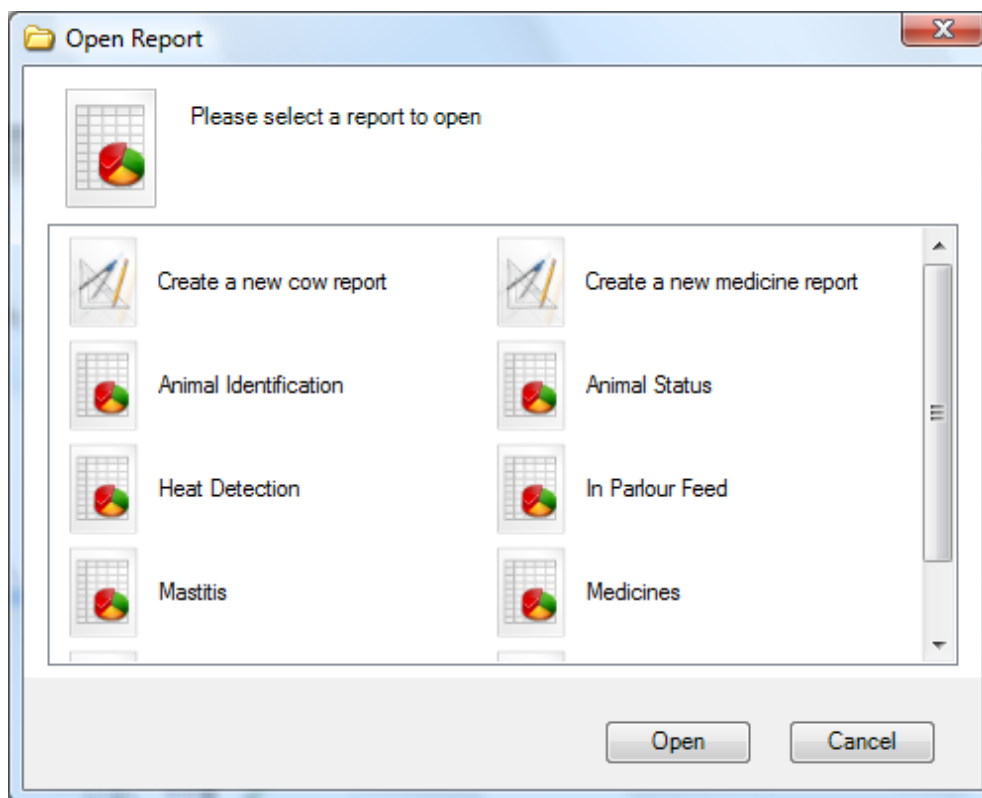 Open Report
Please select a report to open
Create a new cow report
Create a new medicine report
Animal Identification
Animal Status
Heat Detection
In Parlour Feed
Mastitis
Medicines
Open
Cancel